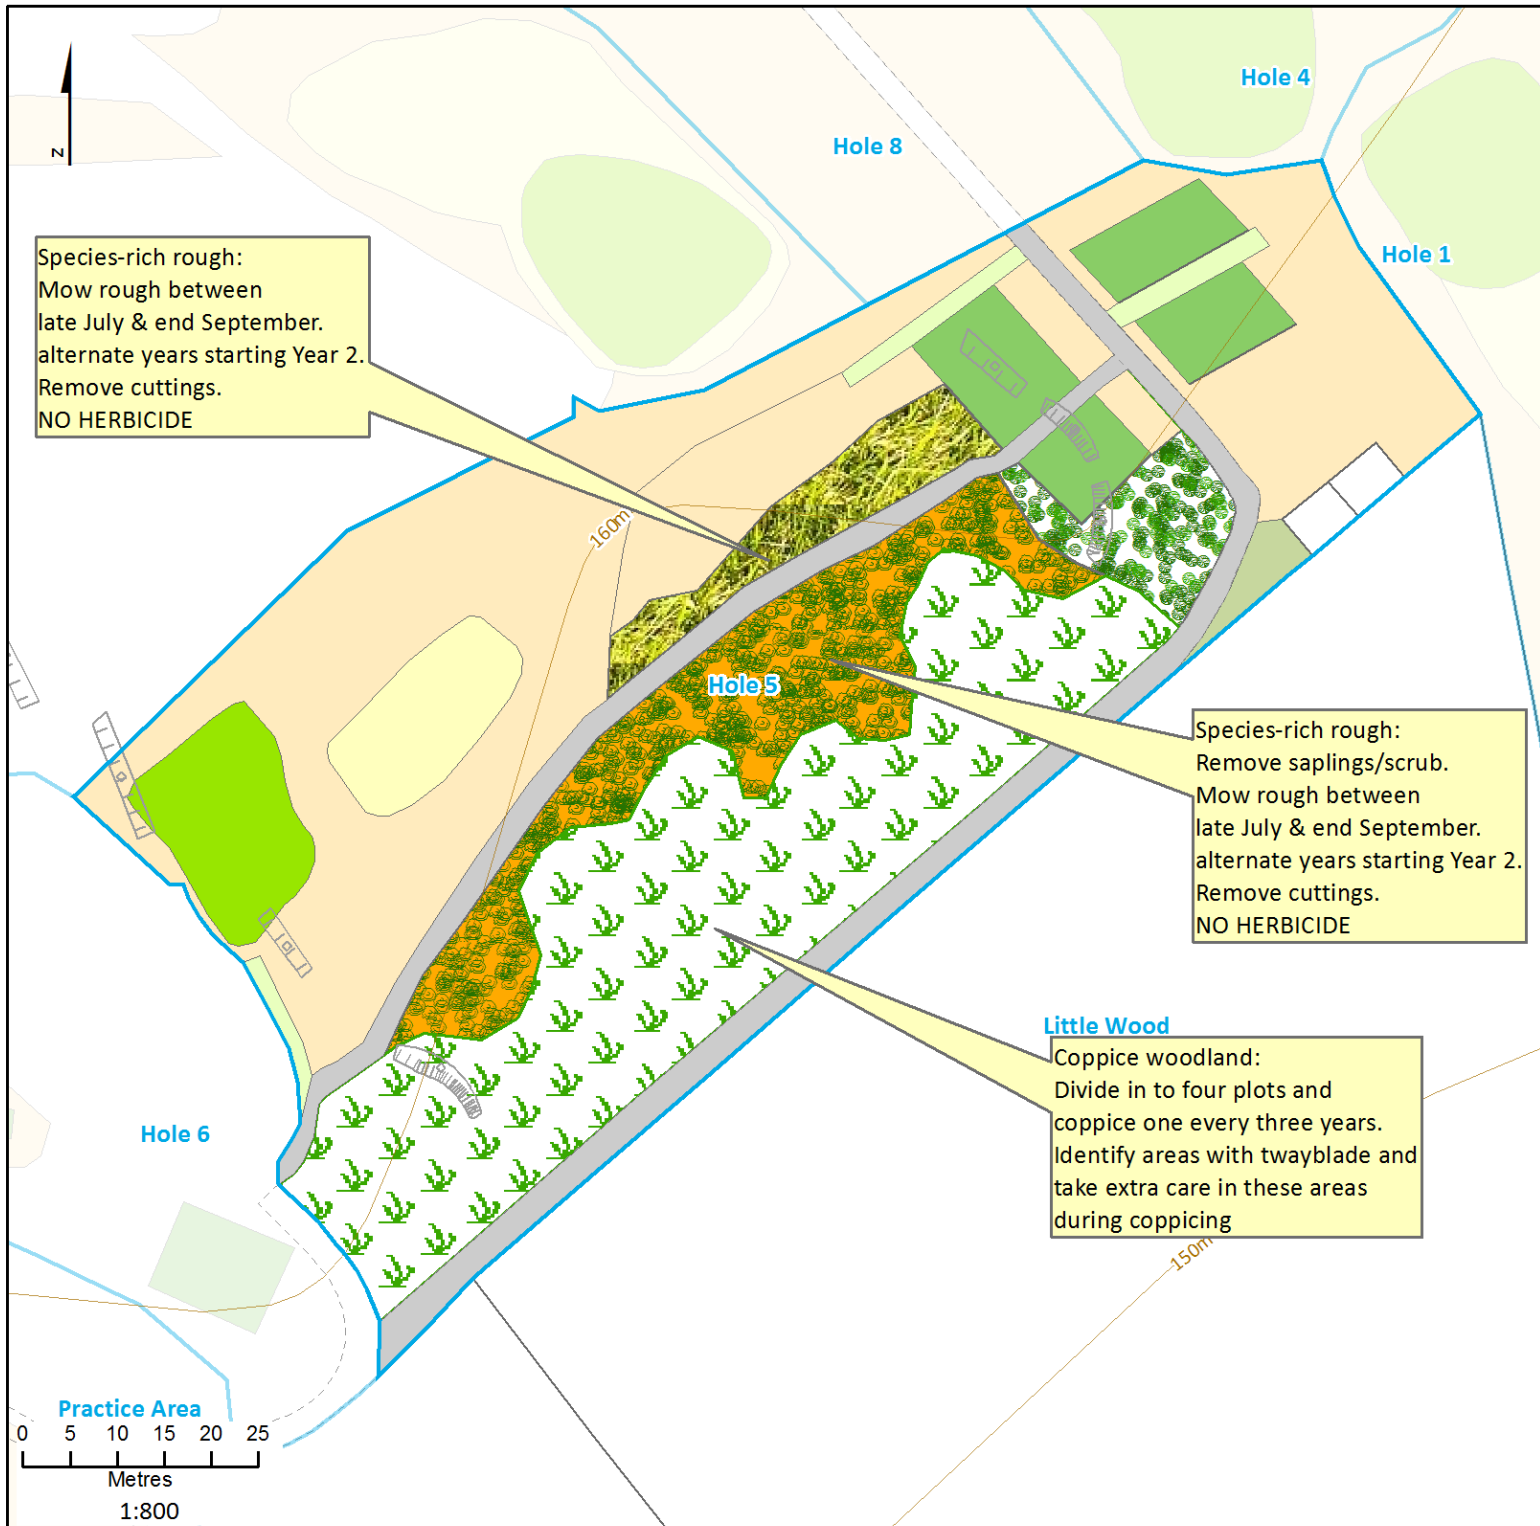 Hole 4
Hole 8
Hole 1
N
Species-rich rough:
Mow rough between
late July & end September.
alternate years starting Year 2.
Remove cuttings.
NO HERBICIDE
160m
Hole 5
Species-rich rough:
Remove saplings/scrub.
Mow rough between
late July & end September.
alternate years starting Year 2.
Remove cuttings.
NO HERBICIDE
Little Wood
Coppice woodland:
Divide in to four plots and
coppice one every three years.
Identify areas with twayblade and
take extra care in these areas
during coppicing
Hole 6
150m
Practice Area
0 5 10 15 20 25
Metres
1:800